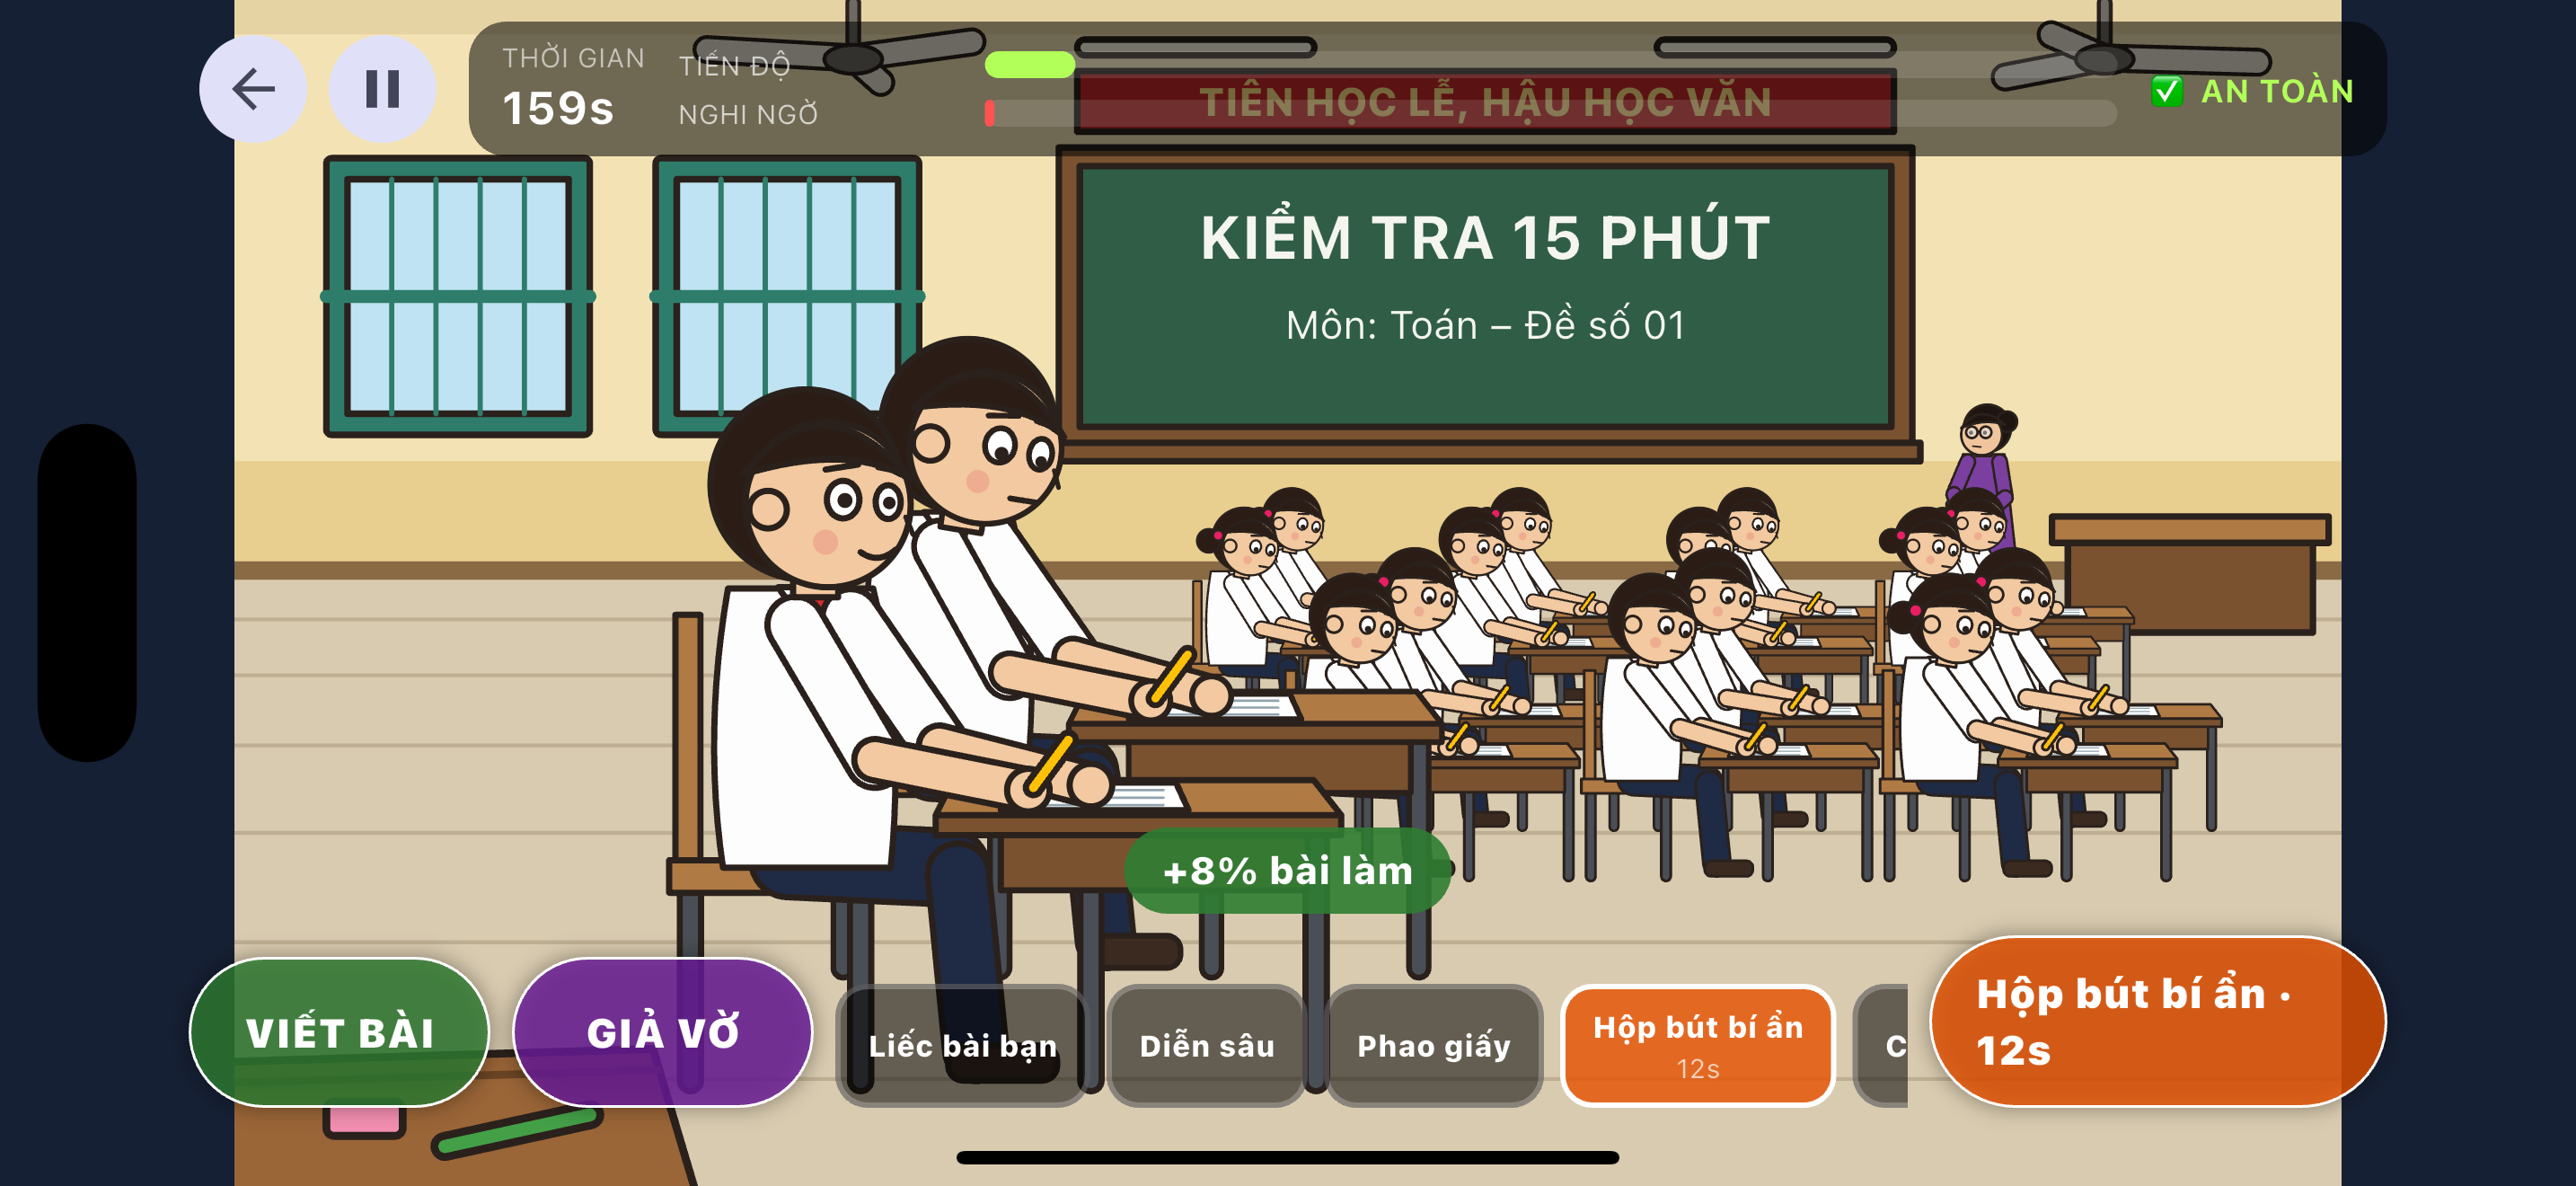 THỜI GIAN
159s
TIẾN ĐỘ
NGHI NGỜ
TIÊN HỌC LỄ, HẬU HỌC VĂN
✅ AN TOÀN
KIỂM TRA 15 PHÚT
Môn: Toán – Đề số 01
+8% bài làm
VIẾT BÀI
GIẢ VỜ
Liếc bài bạn
Diễn sâu
Phao giấy
Hộp bút bí ẩn
12s
C
Hộp bút bí ẩn ·
12s